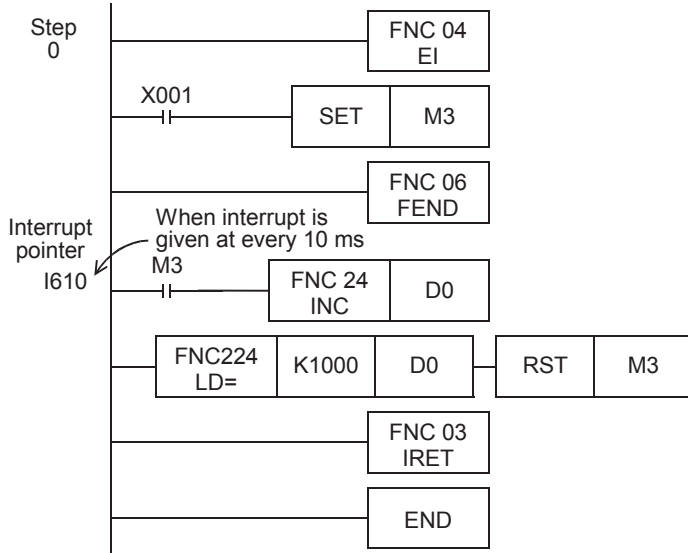 Step
0
FNC 04
EI
X001
SET
M3
FNC 06
FEND
Interrupt
pointer
I610
When interrupt is
given at every 10 ms
M3
FNC 24
INC
D0
FNC224
LD=
K1000
D0
RST
M3
FNC 03
IRET
END